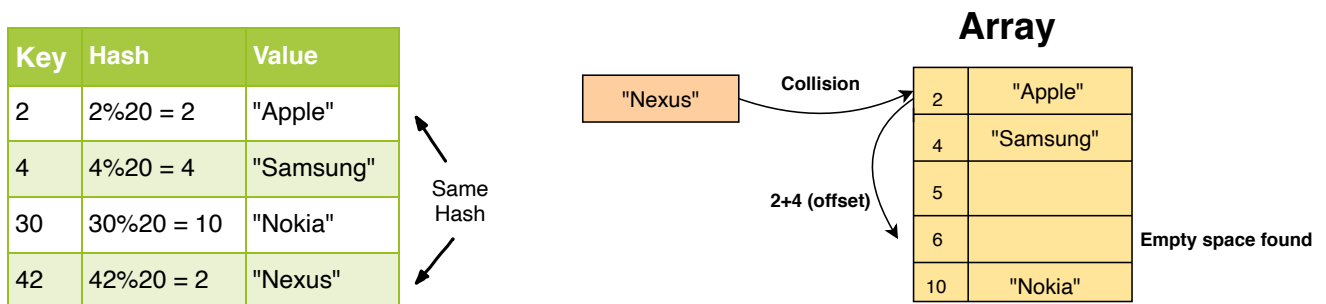 Key Hash Value
2 2%20 = 2 "Apple"
4 4%20 = 4 "Samsung"
30 30%20 = 10 "Nokia"
42 42%20 = 2 "Nexus"
Same
Hash
Array
"Nexus"
Collision
2 "Apple"
4 "Samsung"
5
2+4 (offset)
6
Empty space found
10 "Nokia"